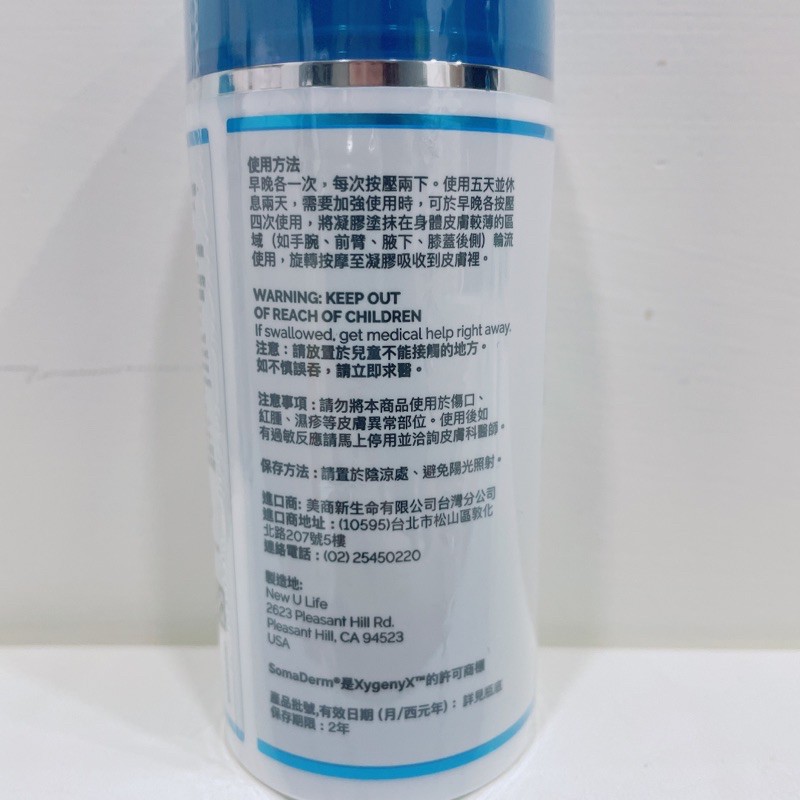 使用方法
早晚各一次，每次按壓兩下。使用五天並休
息兩天，需要加強使用時，可於早晚各按壓
四次使用，將凝膠塗抹在身體皮膚較薄的區
域（如手腕、前臂、腋下、膝蓋後側）輪流
使用，旋轉按摩至凝膠吸收到皮膚裡。
WARNING: KEEP OUT
OF REACH OF CHILDREN
If swallowed, get medical help right away.
注意：請放置於兒童不能接觸的地方。
如不慎誤吞，請立即求醫。
注意事項：請勿將本商品使用於傷口、
紅腫、濕疹等皮膚異常部位。使用後如
有過敏反應請馬上停用並洽詢皮膚科醫師。
保存方法：請置於陰涼處、避免陽光照射。
進口商: 美商新生命有限公司台灣分公司
進口商地址：(10595)台北市松山區敦化
北路207號5樓
連絡電話：(02) 25450220
製造地:
New U Life
2623 Pleasant Hill Rd.
Pleasant Hill, CA 94523
USA
SomaDerm®是XygenyX™的許可商標
產品批號,有效日期 (月/西元年)：詳見瓶底
保存期限：2年